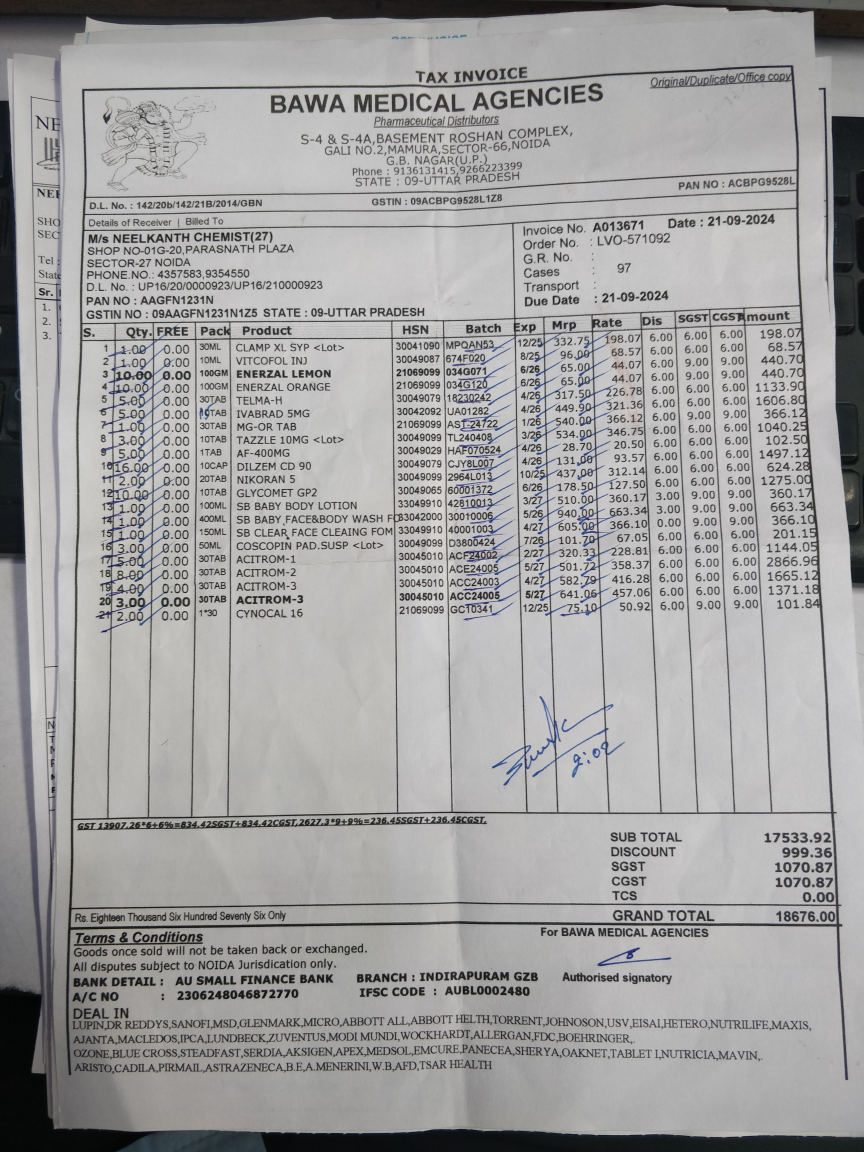 TAX INVOICE
Original/Duplicate/Office copy
BAWA MEDICAL AGENCIES
Pharmaceutical Distributors
S-4 & S-4A,BASEMENT ROSHAN COMPLEX,
GALI NO.2,MAMURA,SECTOR-66,NOIDA
G.B. NAGAR(U.P.)
Phone : 9136131415,9266223399
STATE : 09-UTTAR PRADESH
D.L. No. : 142/20b/142/21B/2014/GBN GSTIN : 09ACBPG9528L1Z8 PAN NO : ACBPG9528L
Details of Receiver | Billed To
M/s NEELKANTH CHEMIST(27)
SHOP NO-01G-20,PARASNATH PLAZA
SECTOR-27 NOIDA
PHONE.NO.: 4357583,9354550
D.L. No. : UP16/20/0000923/UP16/210000923
PAN NO : AAGFN1231N
GSTIN NO : 09AAGFN1231N1Z5 STATE : 09-UTTAR PRADESH
Invoice No. A013671 Date : 21-09-2024
Order No. : LVO-571092
G.R. No. :
Cases : 97
Transport :
Due Date : 21-09-2024
S. Qty. FREE Pack Product HSN Batch Exp Mrp Rate Dis SGST CGST Amount
1 1.00 0.00 30ML CLAMP XL SYP <Lot> 30041090 MPQAN53 12/25 332.75 198.07 6.00 6.00 6.00 198.07
2 1.00 0.00 10ML VITCOFOL INJ 30049087 674F020 8/25 96.00 68.57 6.00 6.00 6.00 68.57
3 10.00 0.00 100GM ENERZAL LEMON 21069099 034G071 6/26 65.00 44.07 6.00 9.00 9.00 440.70
4 10.00 0.00 100GM ENERZAL ORANGE 21069099 034G120 6/26 65.00 44.07 6.00 9.00 9.00 440.70
5 5.00 0.00 30TAB TELMA-H 30049079 18230242 4/26 317.50 226.78 6.00 6.00 6.00 1133.90
6 5.00 0.00 TAB IVABRAD 5MG 30042092 UA01282 4/26 449.90 321.36 6.00 6.00 6.00 1606.80
7 1.00 0.00 30TAB MG-OR TAB 21069099 AST-24722 1/26 540.00 366.12 6.00 9.00 9.00 366.12
8 3.00 0.00 10TAB TAZZLE 10MG <Lot> 30049099 TL240408 3/26 534.00 346.75 6.00 6.00 6.00 1040.25
9 5.00 0.00 1TAB AF-400MG 30049029 HAF070524 4/26 28.70 20.50 6.00 6.00 6.00 102.50
10 16.00 0.00 10CAP DILZEM CD 90 30049079 CJY8L007 4/26 131.00 93.57 6.00 6.00 6.00 1497.12
11 2.00 0.00 20TAB NIKORAN 5 30049099 2964L013 10/25 437.00 312.14 6.00 6.00 6.00 624.28
12 10.00 0.00 10TAB GLYCOMET GP2 30049065 60001372 6/26 178.50 127.50 6.00 6.00 6.00 1275.00
13 1.00 0.00 100ML SB BABY BODY LOTION 33049910 42810013 3/27 510.00 360.17 3.00 9.00 9.00 360.17
14 1.00 0.00 400ML SB BABY FACE&BODY WASH FO 33042000 30010006 5/26 940.00 663.34 3.00 9.00 9.00 663.34
15 1.00 0.00 150ML SB CLEAR FACE CLEAING FOM 33049910 40001003 4/27 605.00 366.10 0.00 9.00 9.00 366.10
16 3.00 0.00 50ML COSCOPIN PAD.SUSP <Lot> 30049099 D3800424 7/26 101.70 67.05 6.00 6.00 6.00 201.15
17 5.00 0.00 30TAB ACITROM-1 30045010 ACF24002 2/27 320.33 228.81 6.00 6.00 6.00 1144.05
18 8.00 0.00 30TAB ACITROM-2 30045010 ACE24005 5/27 501.72 358.37 6.00 6.00 6.00 2866.96
19 4.00 0.00 30TAB ACITROM-3 30045010 ACC24003 4/27 582.79 416.28 6.00 6.00 6.00 1665.12
20 3.00 0.00 30TAB ACITROM-3 30045010 ACC24005 5/27 641.06 457.06 6.00 6.00 6.00 1371.18
21 2.00 0.00 1*30 CYNOCAL 16 21069099 GC10341 12/25 75.10 50.92 6.00 9.00 9.00 101.84
2:02
GST 13907.26*6+6%=834.42SGST+834.42CGST,2627.3*9+9%=236.45SGST+236.45CGST.
SUB TOTAL 17533.92
DISCOUNT 999.36
SGST 1070.87
CGST 1070.87
TCS 0.00
Rs. Eighteen Thousand Six Hundred Seventy Six Only
GRAND TOTAL 18676.00
Terms & Conditions
For BAWA MEDICAL AGENCIES
Goods once sold will not be taken back or exchanged.
All disputes subject to NOIDA Jurisdication only.
BANK DETAIL : AU SMALL FINANCE BANK BRANCH : INDIRAPURAM GZB Authorised signatory
A/C NO : 2306248046872770 IFSC CODE : AUBL0002480
DEAL IN
LUPIN,DR REDDYS,SANOFI,MSD,GLENMARK,MICRO,ABBOTT ALL,ABBOTT HELTH,TORRENT,JOHNOSON,USV,EISAI,HETERO,NUTRILIFE,MAXIS,
AJANTA,MACLEDOS,IPCA,LUNDBECK,ZUVENTUS,MODI MUNDI,WOCKHARDT,ALLERGAN,FDC,BOEHRINGER,.
OZONE,BLUE CROSS,STEADFAST,SERDIA,AKSIGEN,APEX,MEDSOL,EMCURE,PANECEA,SHERYA,OAKNET,TABLET I,NUTRICIA,MAVIN,.
ARISTO,CADILA,PIRMAIL,ASTRAZENECA,B.E,A.MENERINI,W.B,AFD,TSAR HEALTH